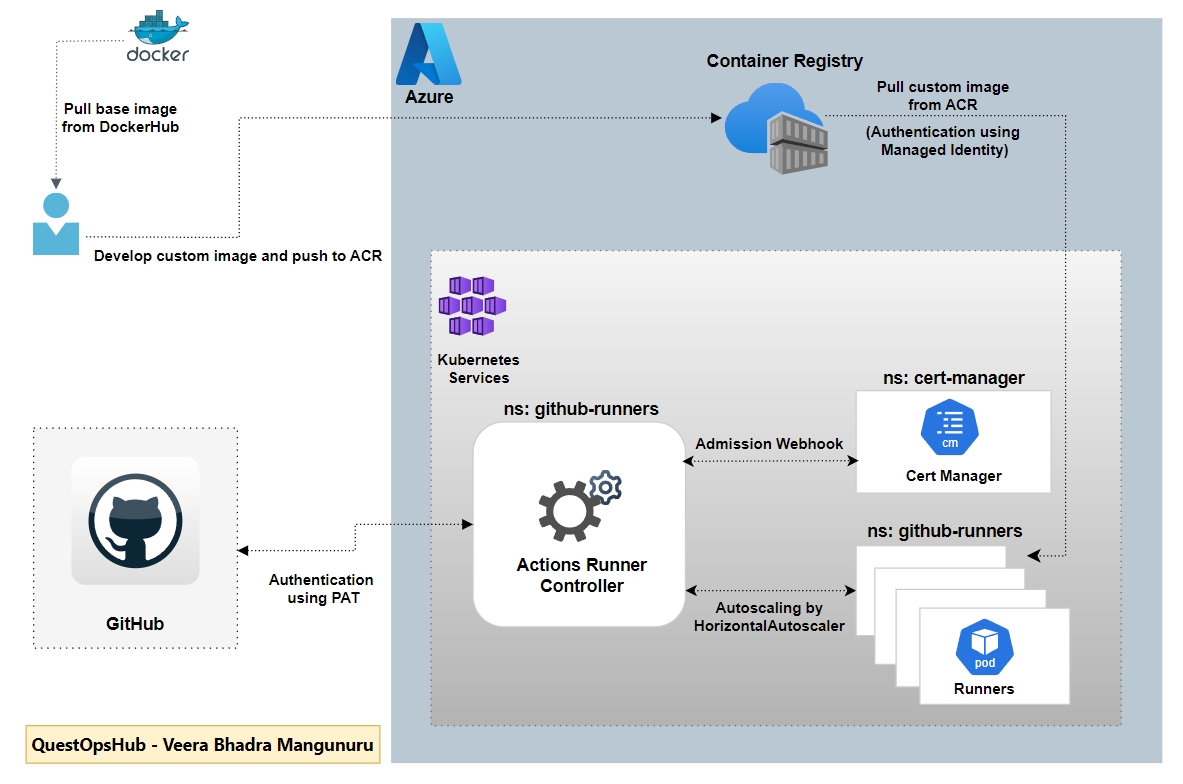 docker
Pull base image
from DockerHub
Develop custom image and push to ACR
Azure
Container Registry
Pull custom image
from ACR
(Authentication using
Managed Identity)
Kubernetes
Services
ns: github-runners
Actions Runner
Controller
Admission Webhook
ns: cert-manager
cm
Cert Manager
Autoscaling by
HorizontalAutoscaler
ns: github-runners
pod
Runners
Authentication
using PAT
GitHub
QuestOpsHub - Veera Bhadra Mangunuru